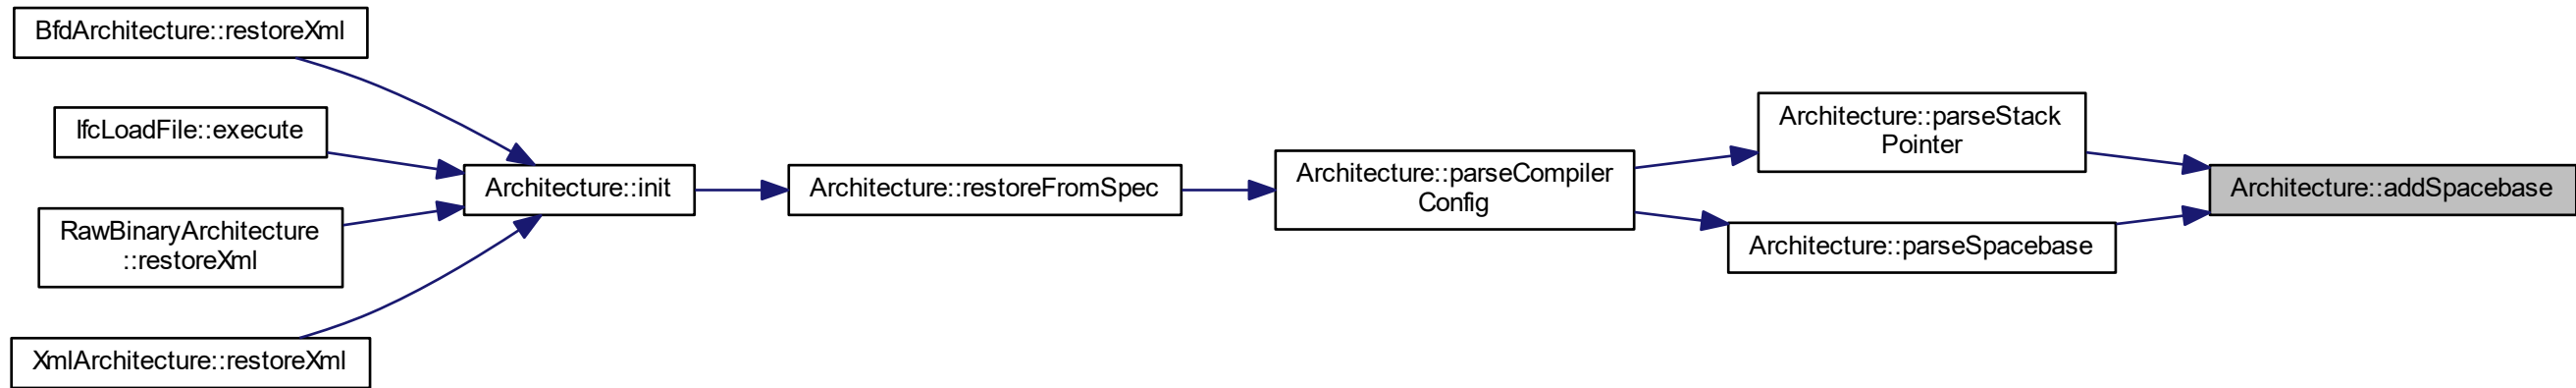 BfdArchitecture::restoreXml
IfcLoadFile::execute
RawBinaryArchitecture
::restoreXml
XmlArchitecture::restoreXml
Architecture::init
Architecture::restoreFromSpec
Architecture::parseCompiler
Config
Architecture::parseStack
Pointer
Architecture::parseSpacebase
Architecture::addSpacebase